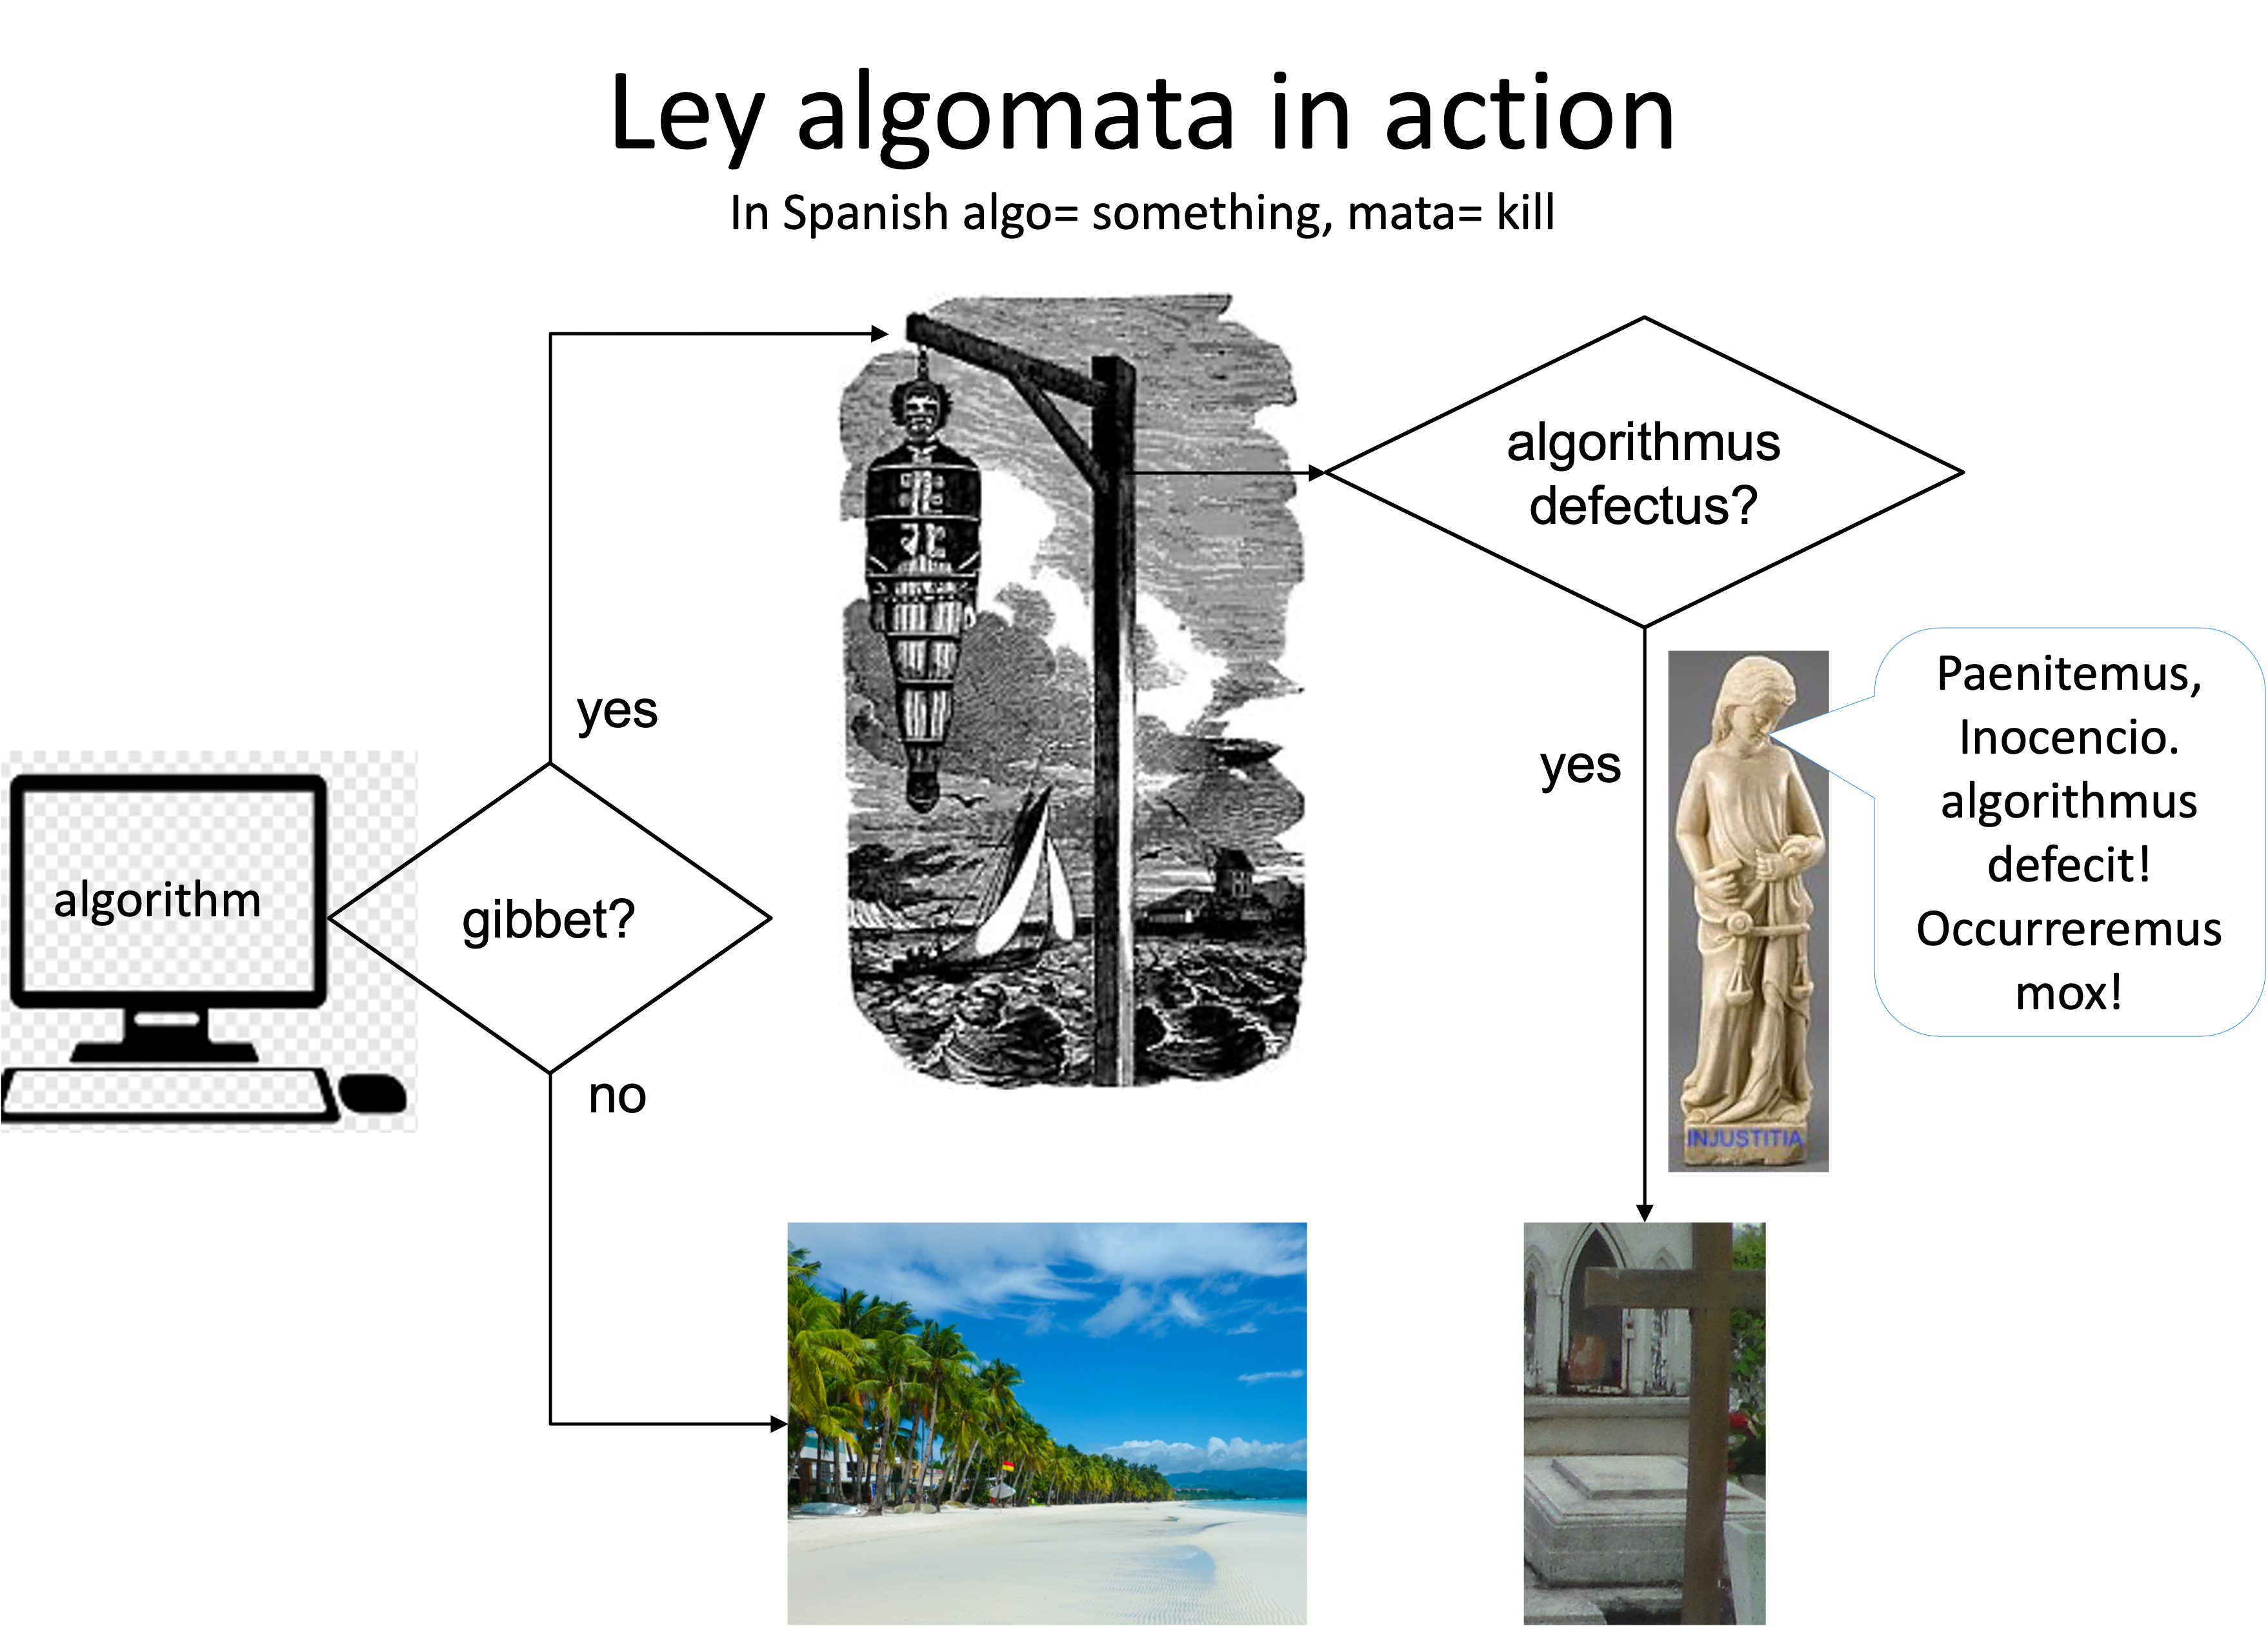 Ley algomata in action
In Spanish algo= something, mata= kill
algorithmus
defectus?
yes
Paenitemus,
Inocencio.
algorithmus
defecit!
Occurreremus
mox!
yes
algorithm
gibbet?
no
INJUSTITIA